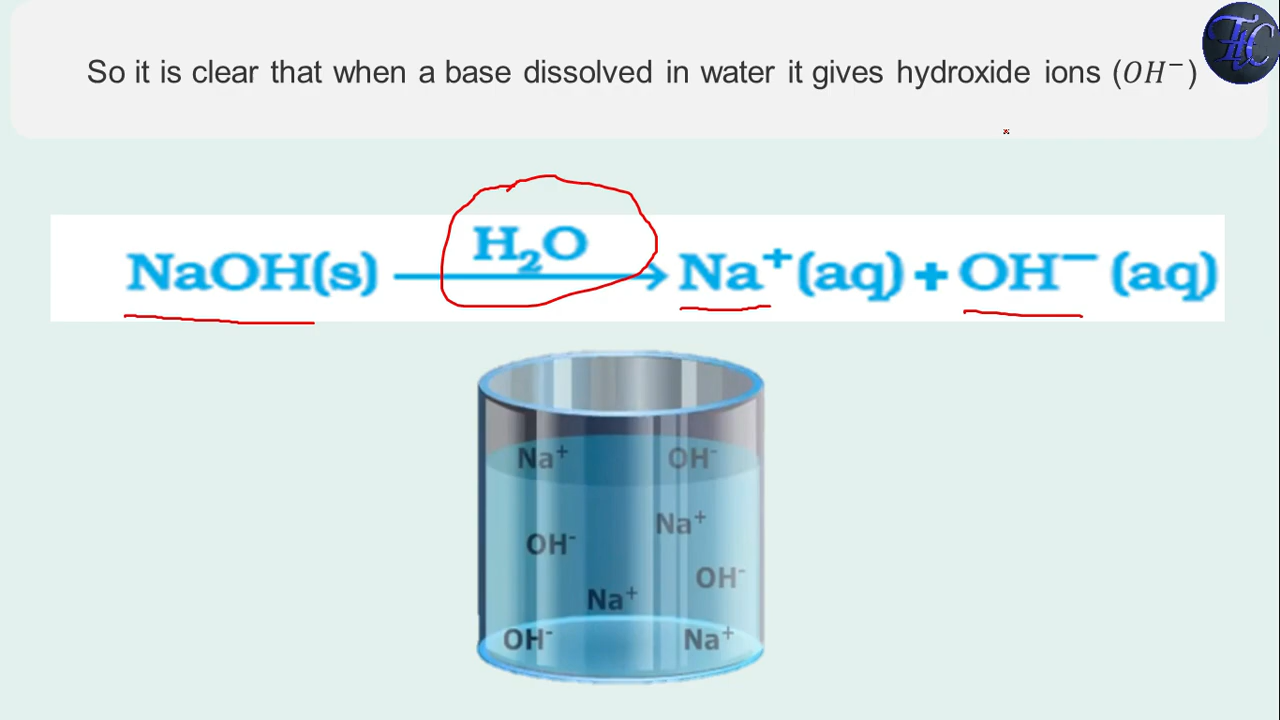 So it is clear that when a base dissolved in water it gives hydroxide ions (𝑂𝐻⁻)
THC
NaOH(s) —H₂O→ Na⁺(aq) + OH⁻ (aq)
Na⁺ OH⁻
Na⁺
OH⁻
OH⁻
Na⁺
OH⁻ Na⁺